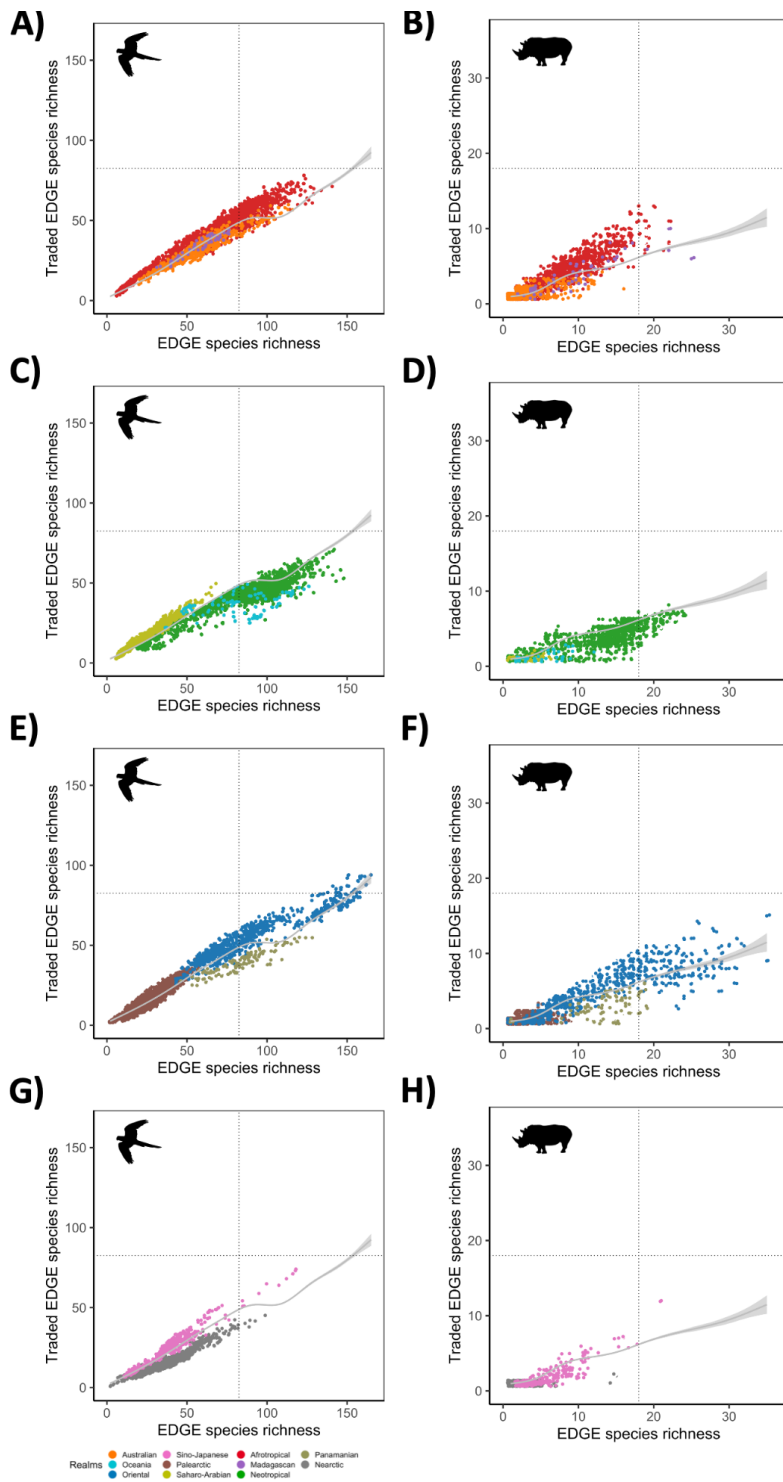 A) B)
Traded EDGE species richness
150
100
50
0
0 50 100 150
EDGE species richness
Traded EDGE species richness
30
20
10
0
0 10 20 30
EDGE species richness
C) D)
Traded EDGE species richness
150
100
50
0
0 50 100 150
EDGE species richness
Traded EDGE species richness
30
20
10
0
0 10 20 30
EDGE species richness
E) F)
Traded EDGE species richness
150
100
50
0
0 50 100 150
EDGE species richness
Traded EDGE species richness
30
20
10
0
0 10 20 30
EDGE species richness
G) H)
Traded EDGE species richness
150
100
50
0
0 50 100 150
EDGE species richness
Traded EDGE species richness
30
20
10
0
0 10 20 30
EDGE species richness
Australian Sino-Japanese Afrotropical Panamanian
Realms Oceania Palearctic Madagascan Nearctic
Oriental Saharo-Arabian Neotropical